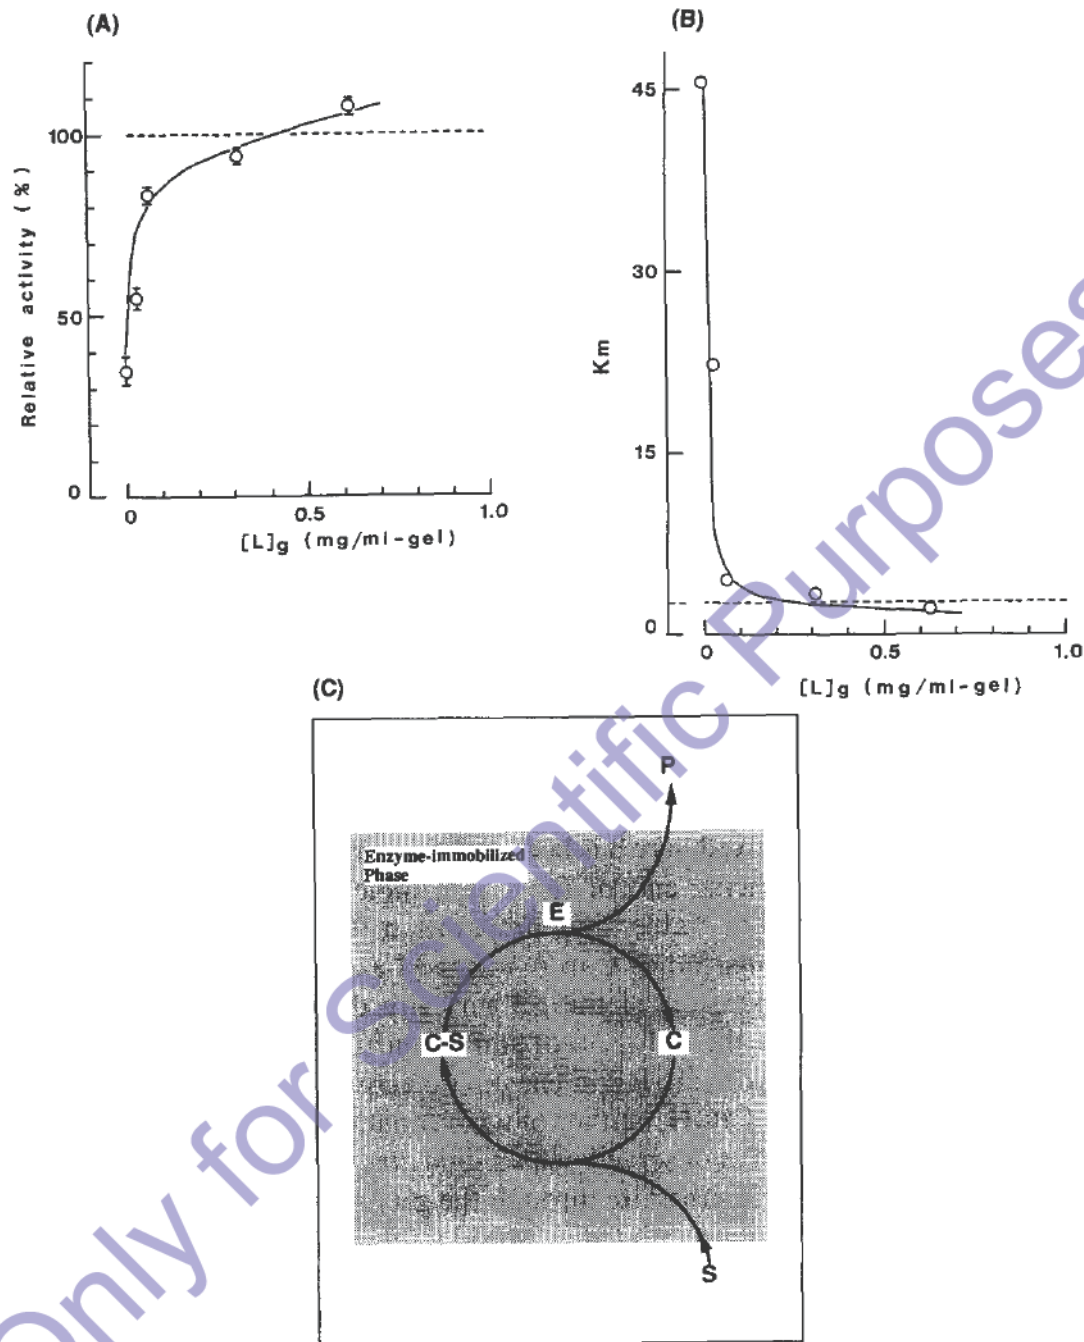 (A)
100
50
0
Relative activity (%)
0
0.5
1.0
[L]g (mg/ml-gel)
(B)
45
30
15
0
Km
0
0.5
1.0
[L]g (mg/ml-gel)
(C)
P
Enzyme-immobilized
Phase
E
C-S
C
S
Only for Scientific Purposes